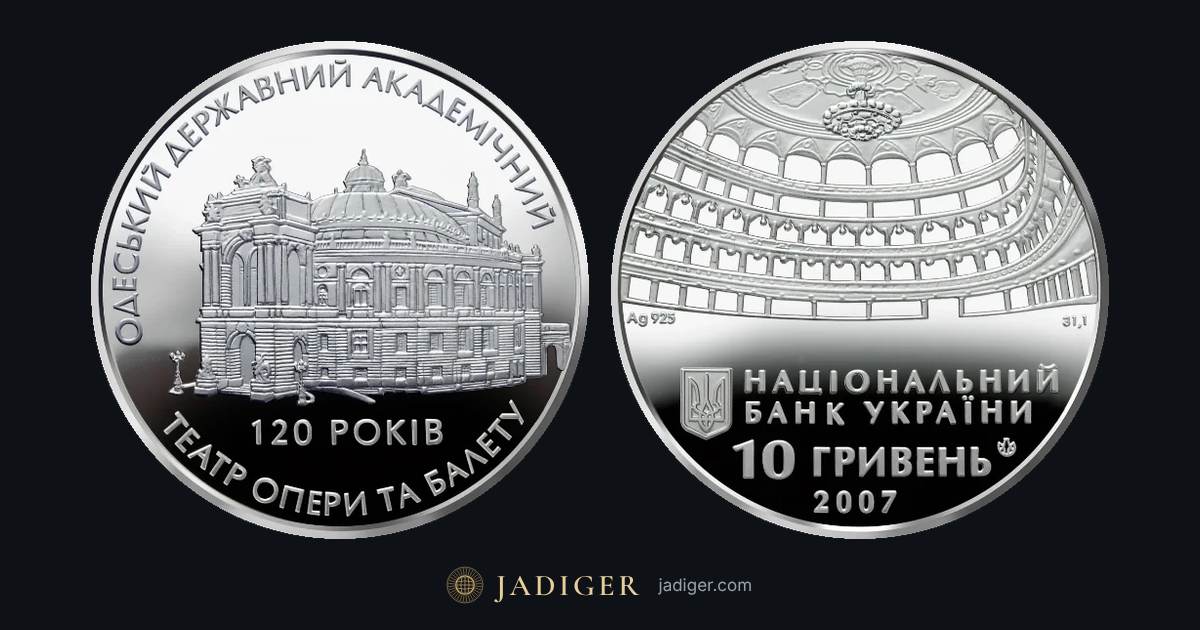 ОДЕСЬКИЙ ДЕРЖАВНИЙ АКАДЕМІЧНИЙ
120 РОКІВ
ТЕАТР ОПЕРИ ТА БАЛЕТУ
Ag 925
31,1
НАЦІОНАЛЬНИЙ
БАНК УКРАЇНИ
10 ГРИВЕНЬ
2007
JADIGER jadiger.com